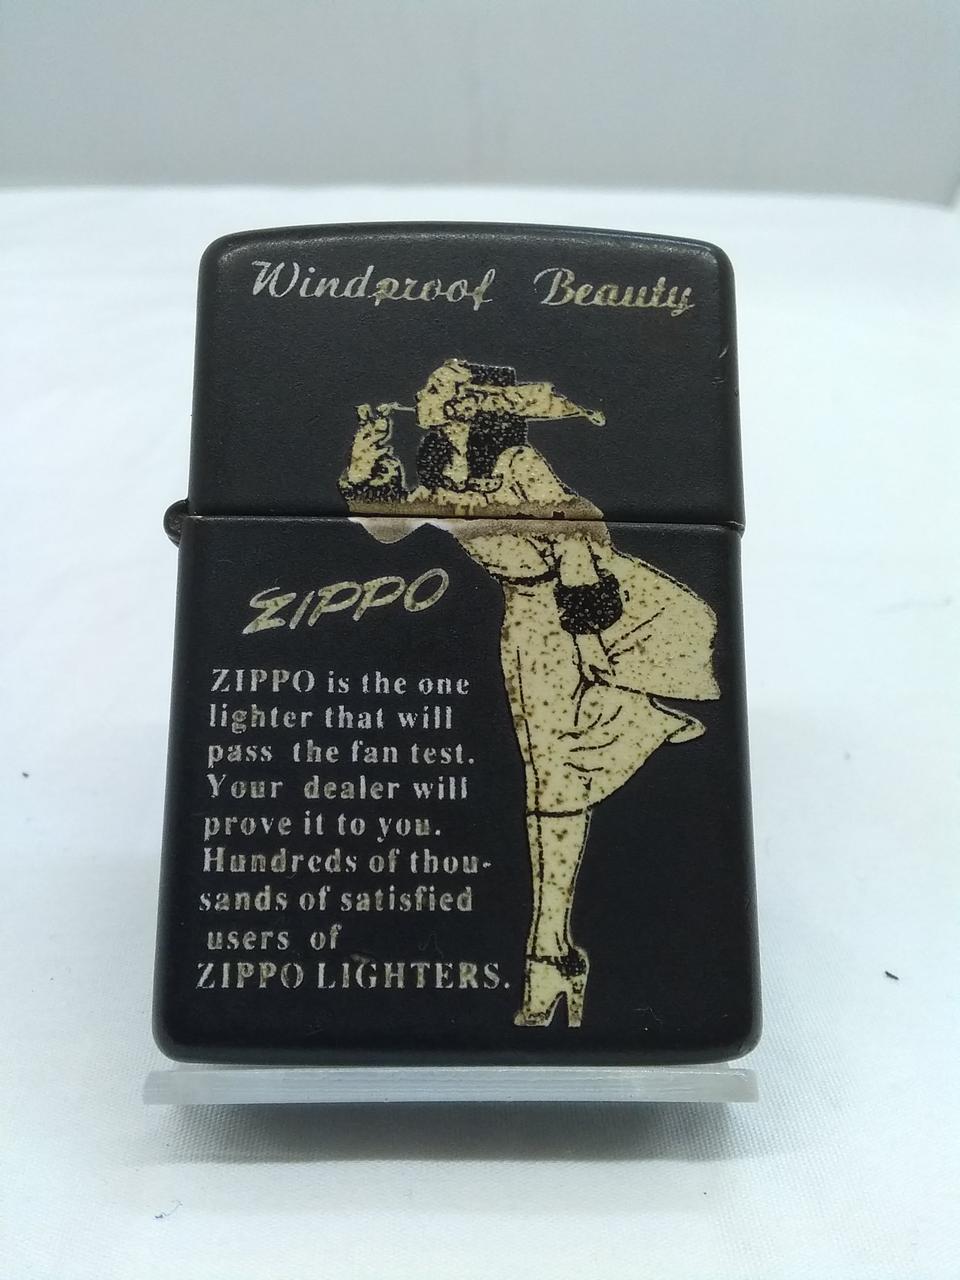 Windproof Beauty
ZIPPO
ZIPPO is the one
lighter that will
pass the fan test.
Your dealer will
prove it to you.
Hundreds of thou-
sands of satisfied
users of
ZIPPO LIGHTERS.